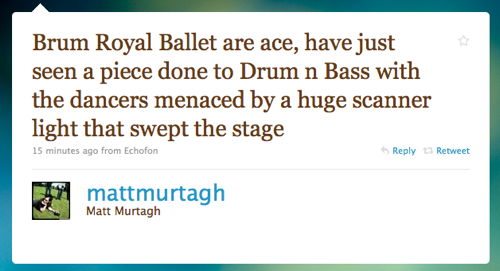 Brum Royal Ballet are ace, have just
seen a piece done to Drum n Bass with
the dancers menaced by a huge scanner
light that swept the stage
15 minutes ago from Echofon Reply Retweet
mattmurtagh
Matt Murtagh